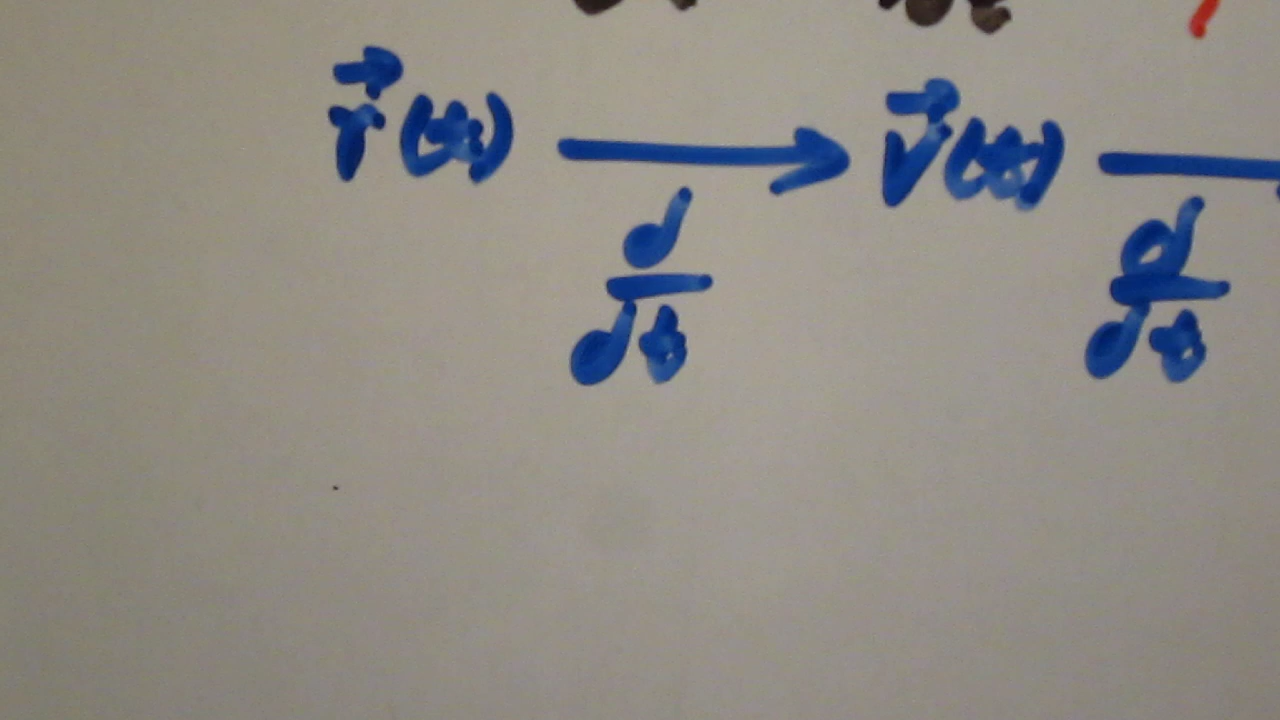 r⃗(t) → v⃗(t)
d/dt d/dt